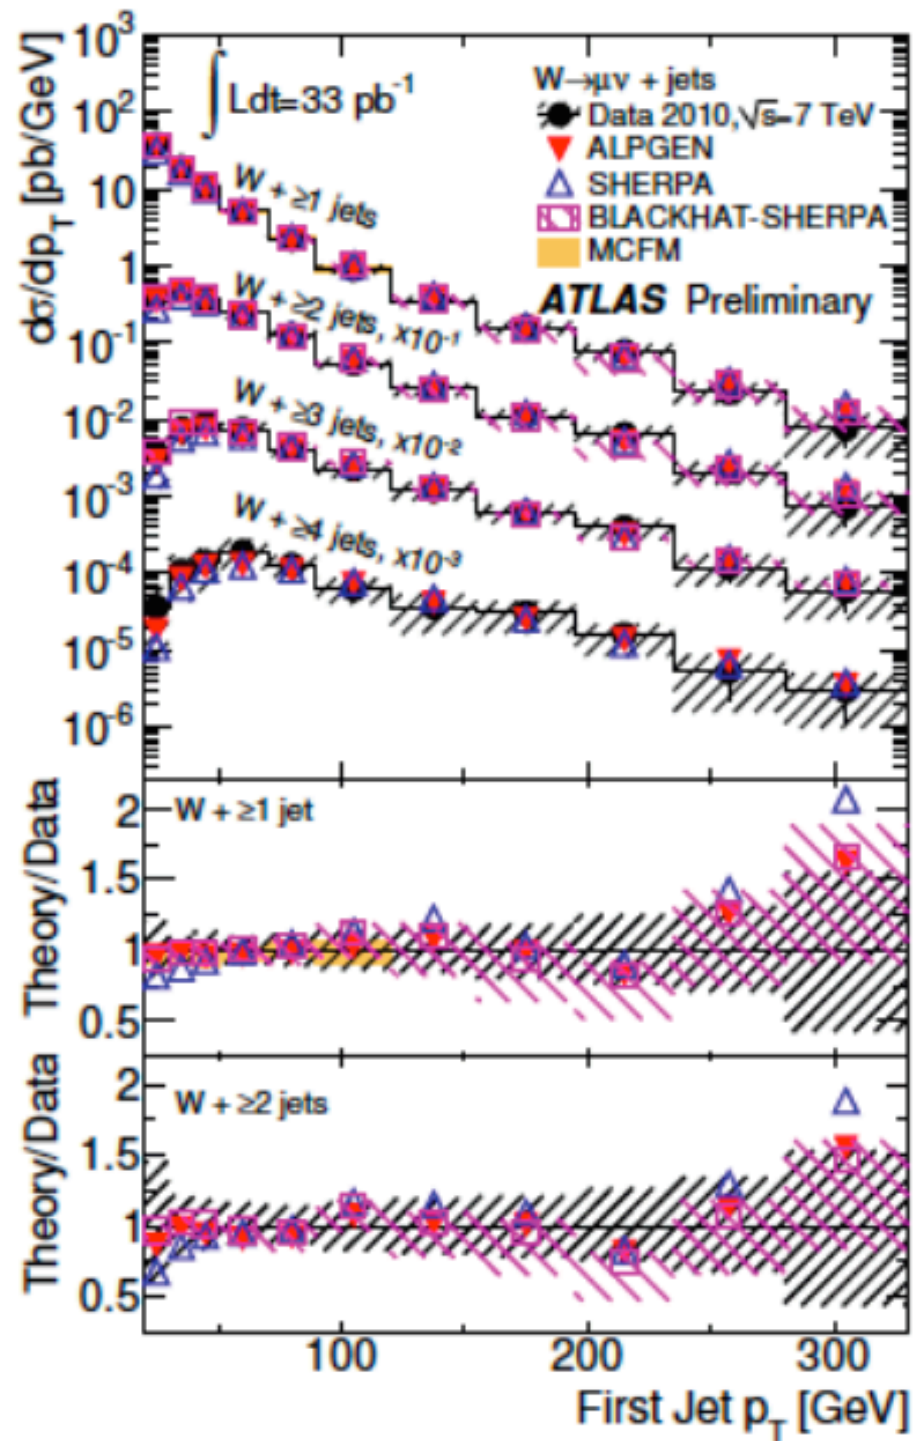 dσ/dp_T [pb/GeV]
10³
10²
10
1
10⁻¹
10⁻²
10⁻³
10⁻⁴
10⁻⁵
10⁻⁶
∫ Ldt=33 pb⁻¹
W→μν + jets
Data 2010,√s=7 TeV
ALPGEN
SHERPA
BLACKHAT-SHERPA
MCFM
ATLAS Preliminary
W + ≥1 jets
W + ≥2 jets, x10⁻¹
W + ≥3 jets, x10⁻²
W + ≥4 jets, x10⁻³
Theory/Data
2
1.5
1
0.5
W + ≥1 jet
Theory/Data
2
1.5
1
0.5
W + ≥2 jets
100 200 300
First Jet p_T [GeV]